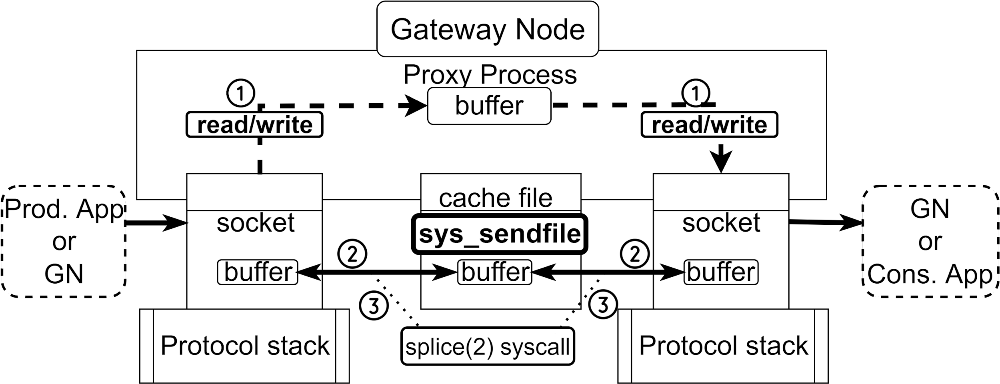 Gateway Node
Proxy Process
1
1
buffer
read/write
read/write
cache file
Prod. App
or
GN
socket
sys_sendfile
socket
GN
or
Cons. App
2
2
buffer
buffer
buffer
3
3
Protocol stack
splice(2) syscall
Protocol stack